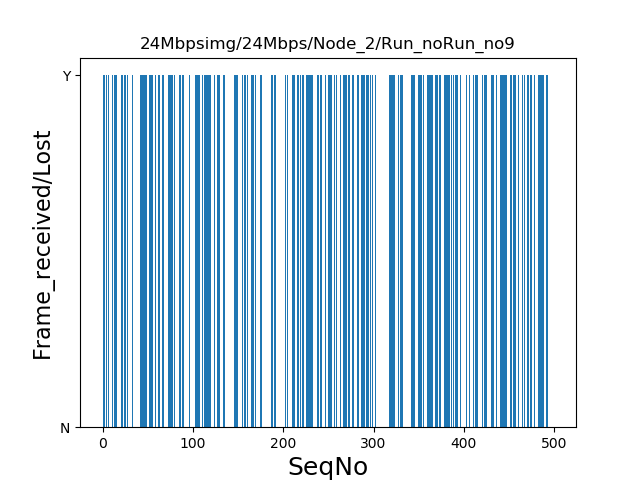 24Mbpsimg/24Mbps/Node_2/Run_noRun_no9
Y
Frame_received/Lost
N
0 100 200 300 400 500
SeqNo